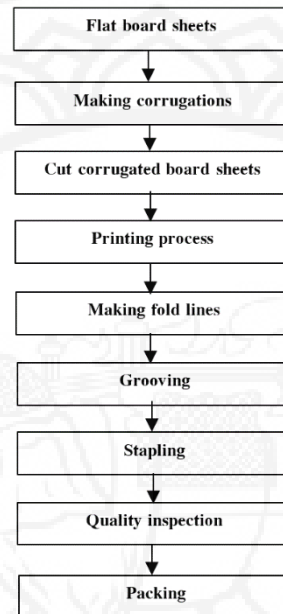 Flat board sheets
Making corrugations
Cut corrugated board sheets
Printing process
Making fold lines
Grooving
Stapling
Quality inspection
Packing